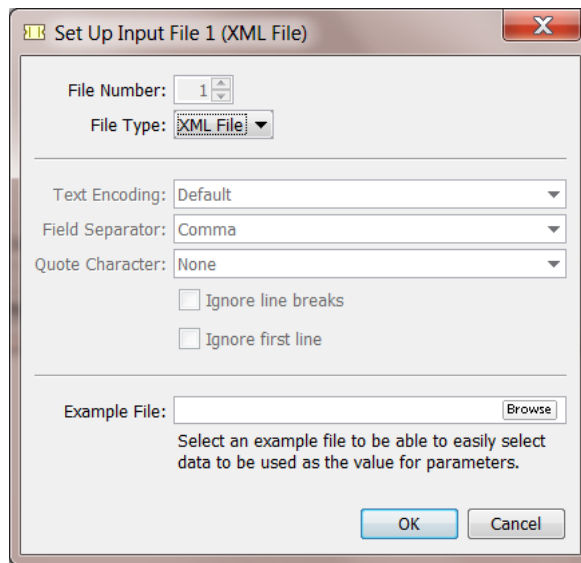 Set Up Input File 1 (XML File)
File Number: 1
File Type: XML File
Text Encoding: Default
Field Separator: Comma
Quote Character: None
Ignore line breaks
Ignore first line
Example File: Browse
Select an example file to be able to easily select
data to be used as the value for parameters.
OK Cancel